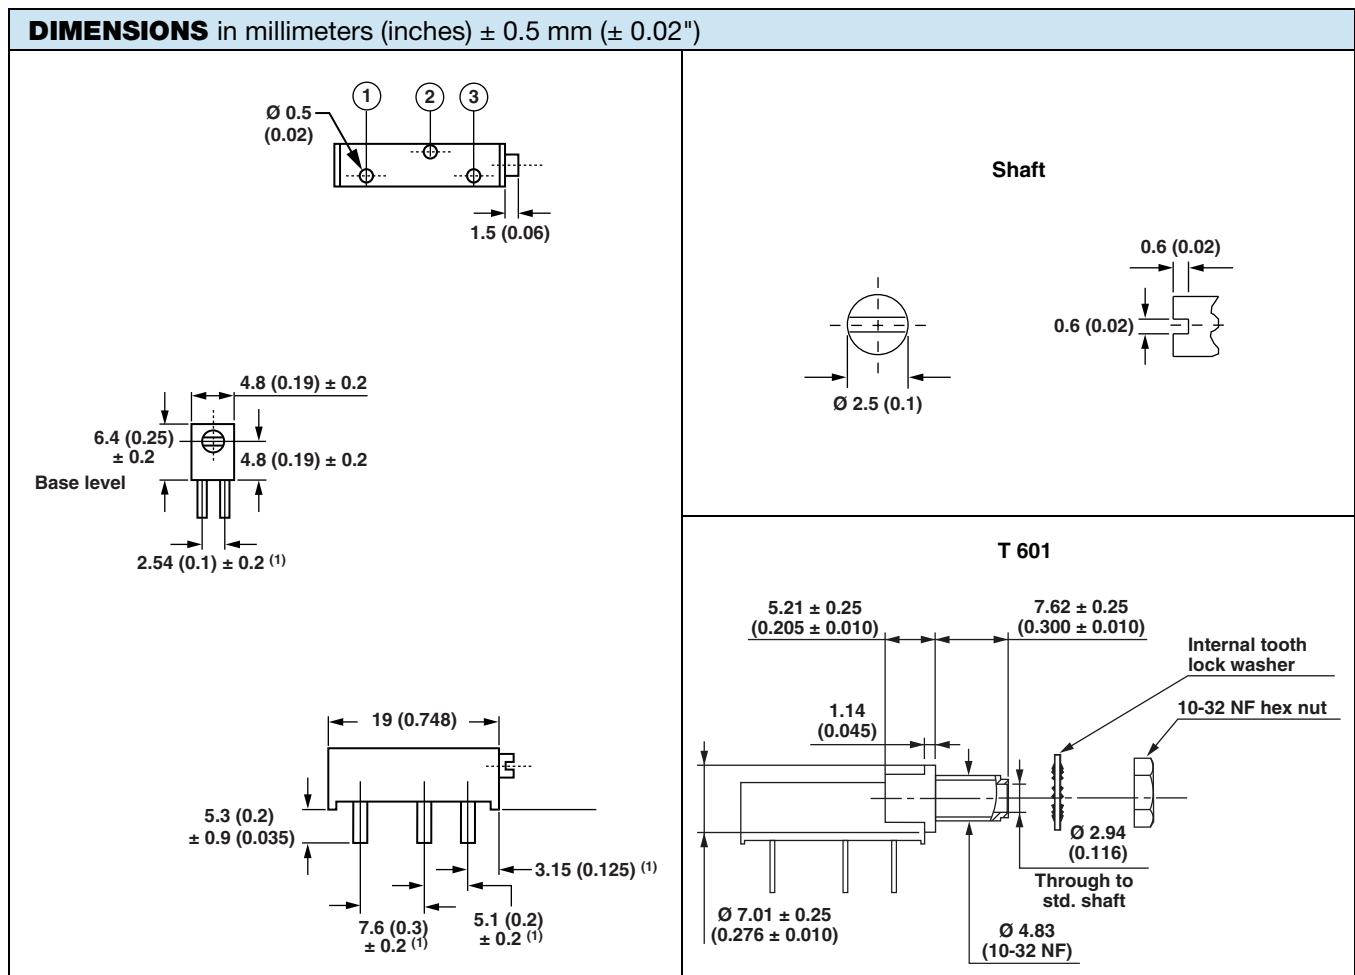 DIMENSIONS in millimeters (inches) ± 0.5 mm (± 0.02")
1
2
3
Ø 0.5
(0.02)
1.5 (0.06)
4.8 (0.19) ± 0.2
6.4 (0.25)
± 0.2
4.8 (0.19) ± 0.2
Base level
2.54 (0.1) ± 0.2 (1)
19 (0.748)
5.3 (0.2)
± 0.9 (0.035)
3.15 (0.125) (1)
7.6 (0.3)
± 0.2 (1)
5.1 (0.2)
± 0.2 (1)
Shaft
0.6 (0.02)
0.6 (0.02)
Ø 2.5 (0.1)
T 601
5.21 ± 0.25
(0.205 ± 0.010)
7.62 ± 0.25
(0.300 ± 0.010)
Internal tooth
lock washer
10-32 NF hex nut
1.14
(0.045)
Ø 2.94
(0.116)
Through to
std. shaft
Ø 7.01 ± 0.25
(0.276 ± 0.010)
Ø 4.83
(10-32 NF)